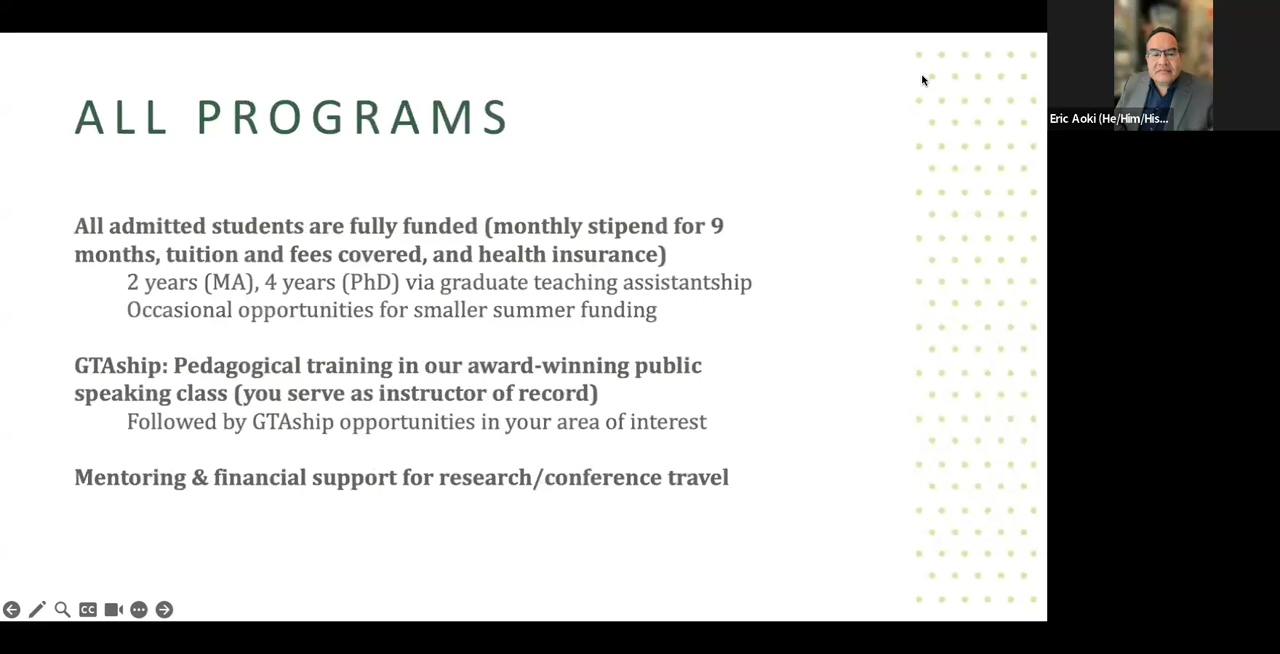 ALL PROGRAMS
All admitted students are fully funded (monthly stipend for 9
months, tuition and fees covered, and health insurance)
2 years (MA), 4 years (PhD) via graduate teaching assistantship
Occasional opportunities for smaller summer funding
GTAship: Pedagogical training in our award-winning public
speaking class (you serve as instructor of record)
Followed by GTAship opportunities in your area of interest
Mentoring & financial support for research/conference travel
Eric Aoki (He/Him/His...
CC